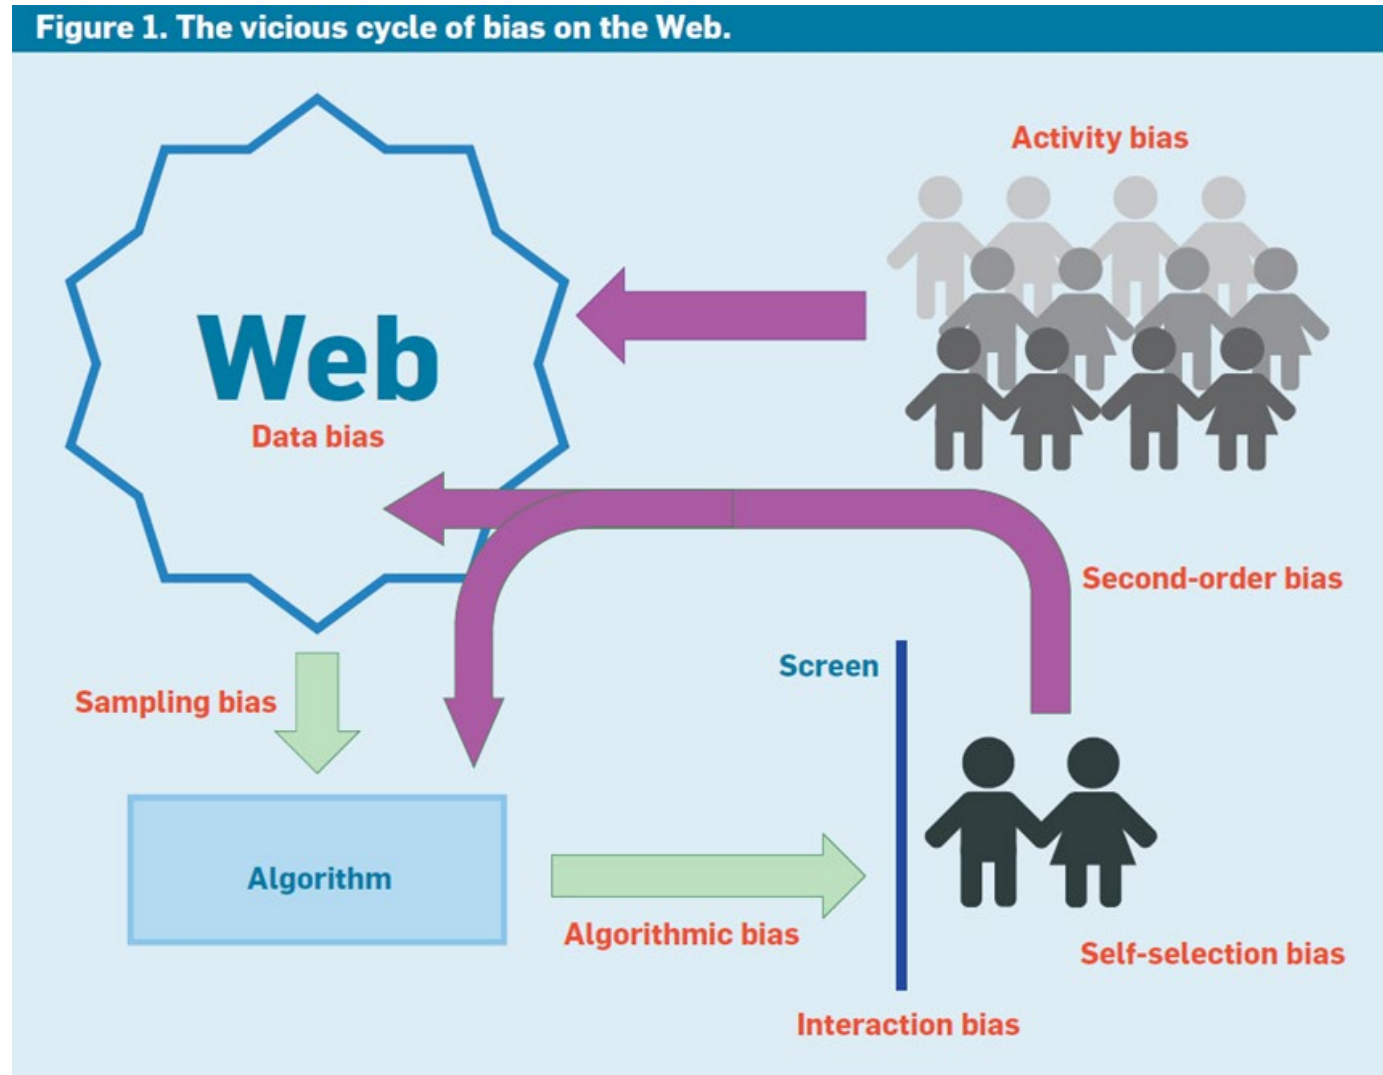 Figure 1. The vicious cycle of bias on the Web.
Activity bias
Web
Data bias
Second-order bias
Screen
Sampling bias
Algorithm
Algorithmic bias
Self-selection bias
Interaction bias